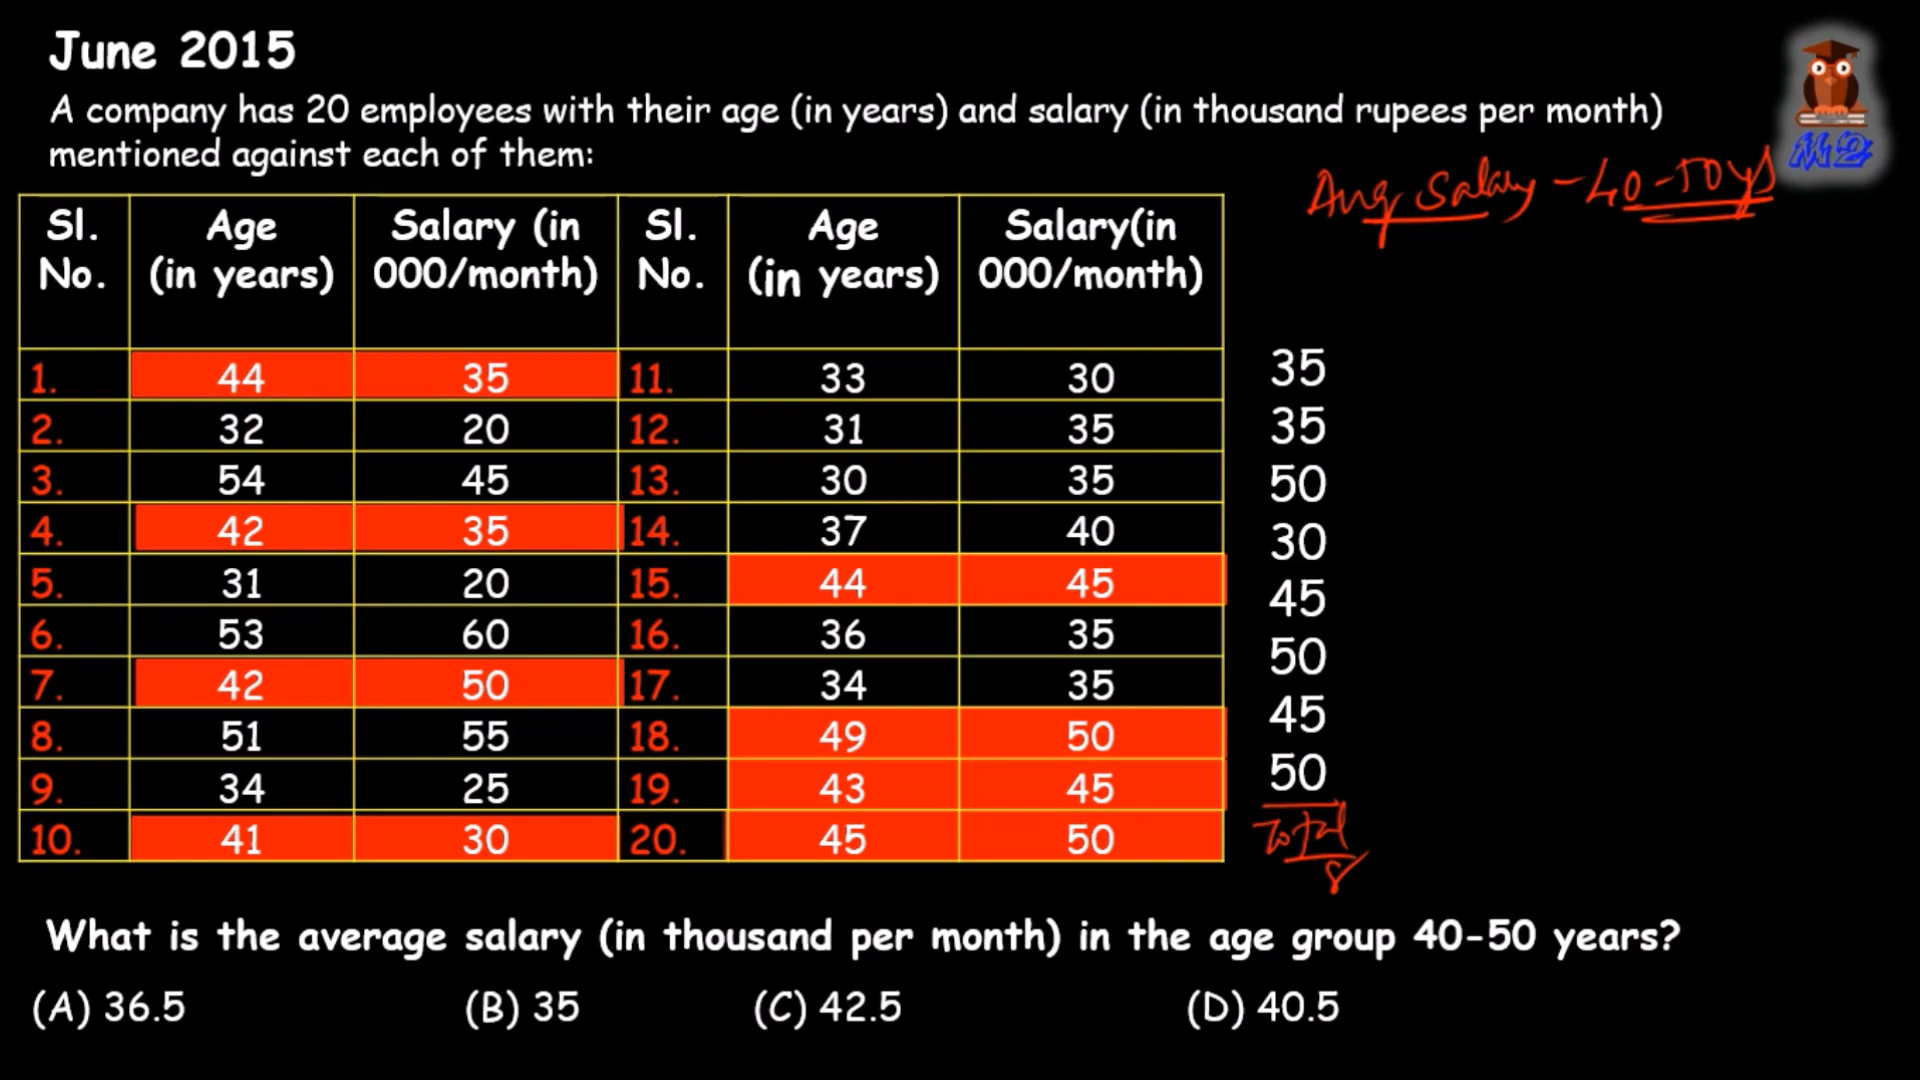 June 2015
A company has 20 employees with their age (in years) and salary (in thousand rupees per month)
mentioned against each of them:
M2
Avg Salary - 40-50 yrs
Sl. No. Age (in years) Salary (in 000/month) Sl. No. Age (in years) Salary(in 000/month)
1. 44 35 11. 33 30
2. 32 20 12. 31 35
3. 54 45 13. 30 35
4. 42 35 14. 37 40
5. 31 20 15. 44 45
6. 53 60 16. 36 35
7. 42 50 17. 34 35
8. 51 55 18. 49 50
9. 34 25 19. 43 45
10. 41 30 20. 45 50
35
35
50
30
45
50
45
50
Total
8
What is the average salary (in thousand per month) in the age group 40-50 years?
(A) 36.5 (B) 35 (C) 42.5 (D) 40.5